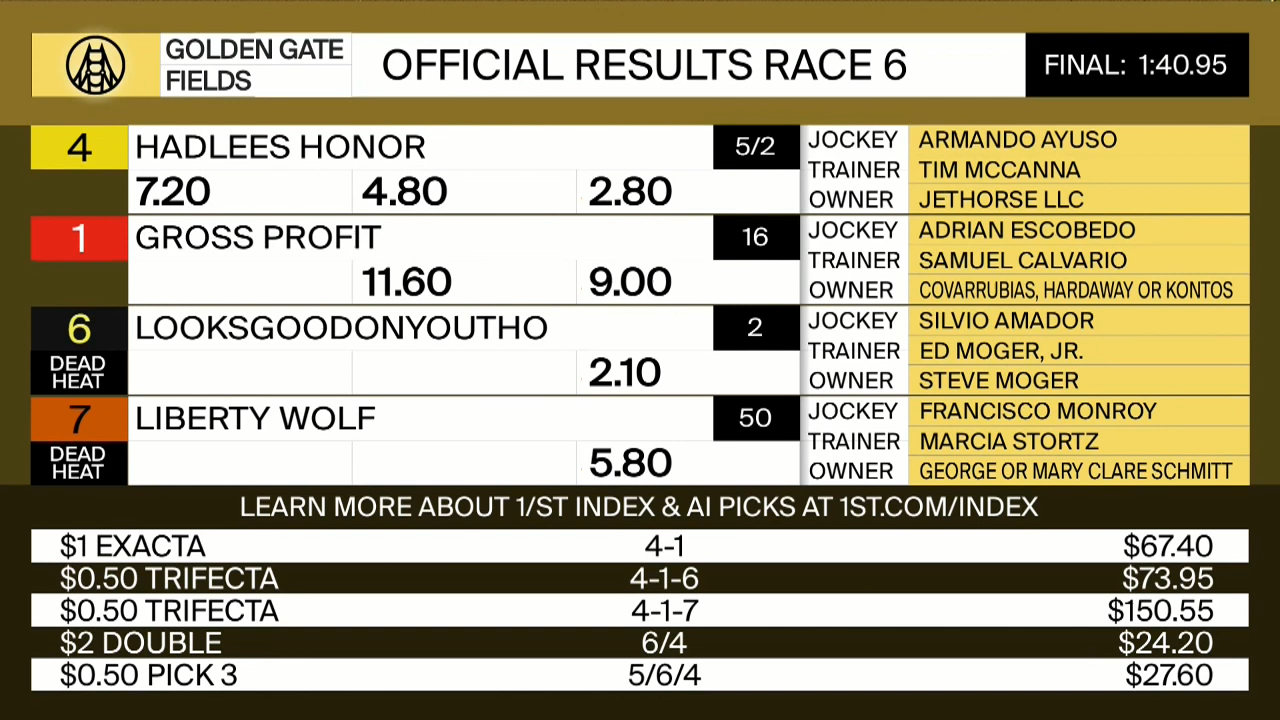 GOLDEN GATE FIELDS
OFFICIAL RESULTS RACE 6
FINAL: 1:40.95
4 HADLEES HONOR 5/2
7.20 4.80 2.80
JOCKEY ARMANDO AYUSO
TRAINER TIM MCCANNA
OWNER JETHORSE LLC
1 GROSS PROFIT 16
11.60 9.00
JOCKEY ADRIAN ESCOBEDO
TRAINER SAMUEL CALVARIO
OWNER COVARRUBIAS, HARDAWAY OR KONTOS
6 LOOKSGOODONYOUTHO 2
DEAD HEAT 2.10
JOCKEY SILVIO AMADOR
TRAINER ED MOGER, JR.
OWNER STEVE MOGER
7 LIBERTY WOLF 50
DEAD HEAT 5.80
JOCKEY FRANCISCO MONROY
TRAINER MARCIA STORTZ
OWNER GEORGE OR MARY CLARE SCHMITT
LEARN MORE ABOUT 1/ST INDEX & AI PICKS AT 1ST.COM/INDEX
$1 EXACTA 4-1 $67.40
$0.50 TRIFECTA 4-1-6 $73.95
$0.50 TRIFECTA 4-1-7 $150.55
$2 DOUBLE 6/4 $24.20
$0.50 PICK 3 5/6/4 $27.60